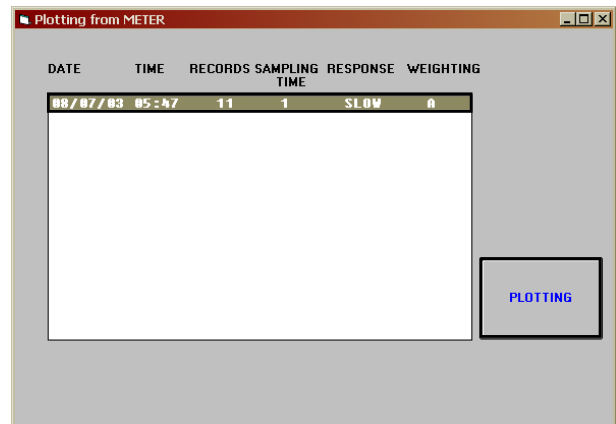 Plotting from METER
DATE TIME RECORDS SAMPLING TIME RESPONSE WEIGHTING
08/07/03 05:47 11 1 SLOW A
PLOTTING